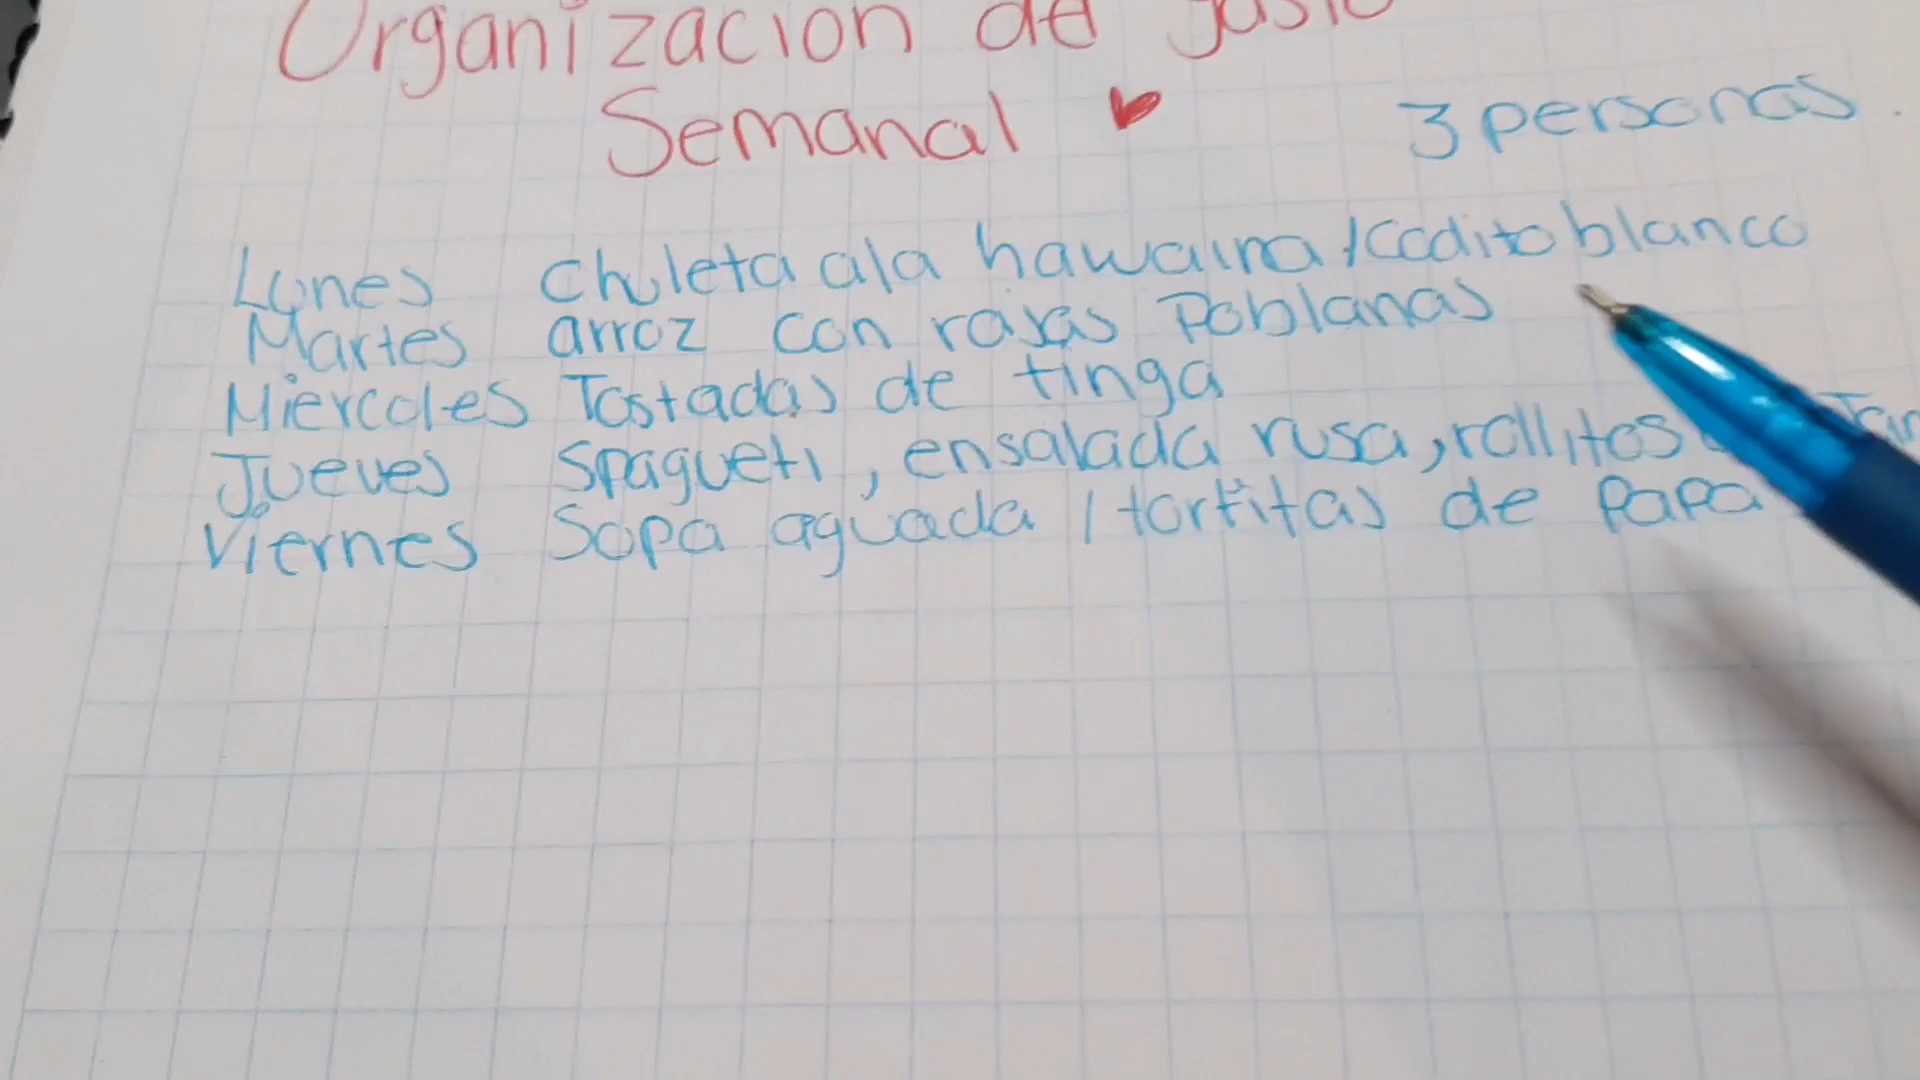 Organización de gasto
Semanal
3 personas
Lunes chuleta ala hawaina / codito blanco
Martes arroz con rajas Poblanas
Miercoles Tostadas de tinga
Jueves Spagueti, ensalada rusa, rollitos
Viernes Sopa aguada / tortitas de papa